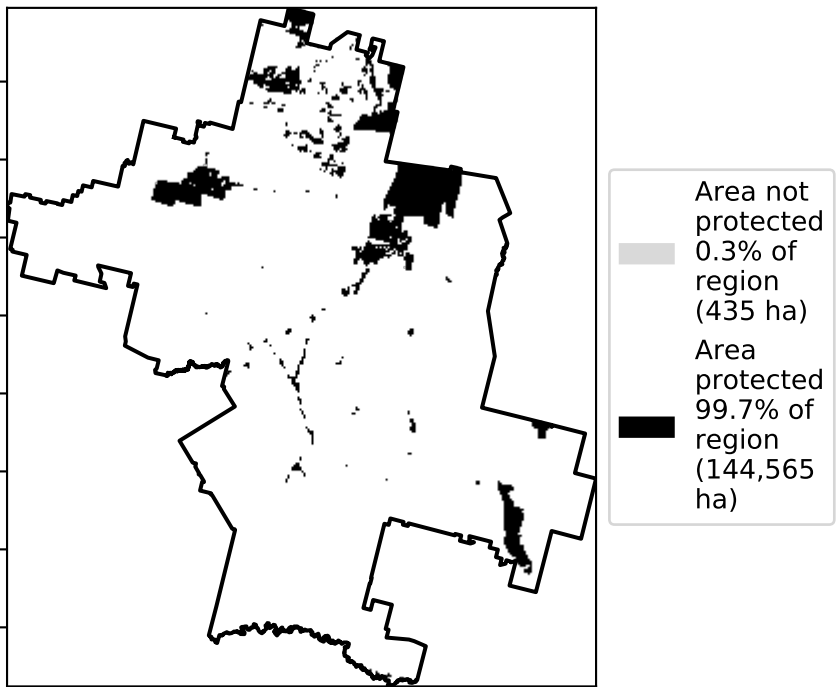 Area not
protected
0.3% of
region
(435 ha)
Area
protected
99.7% of
region
(144,565
ha)